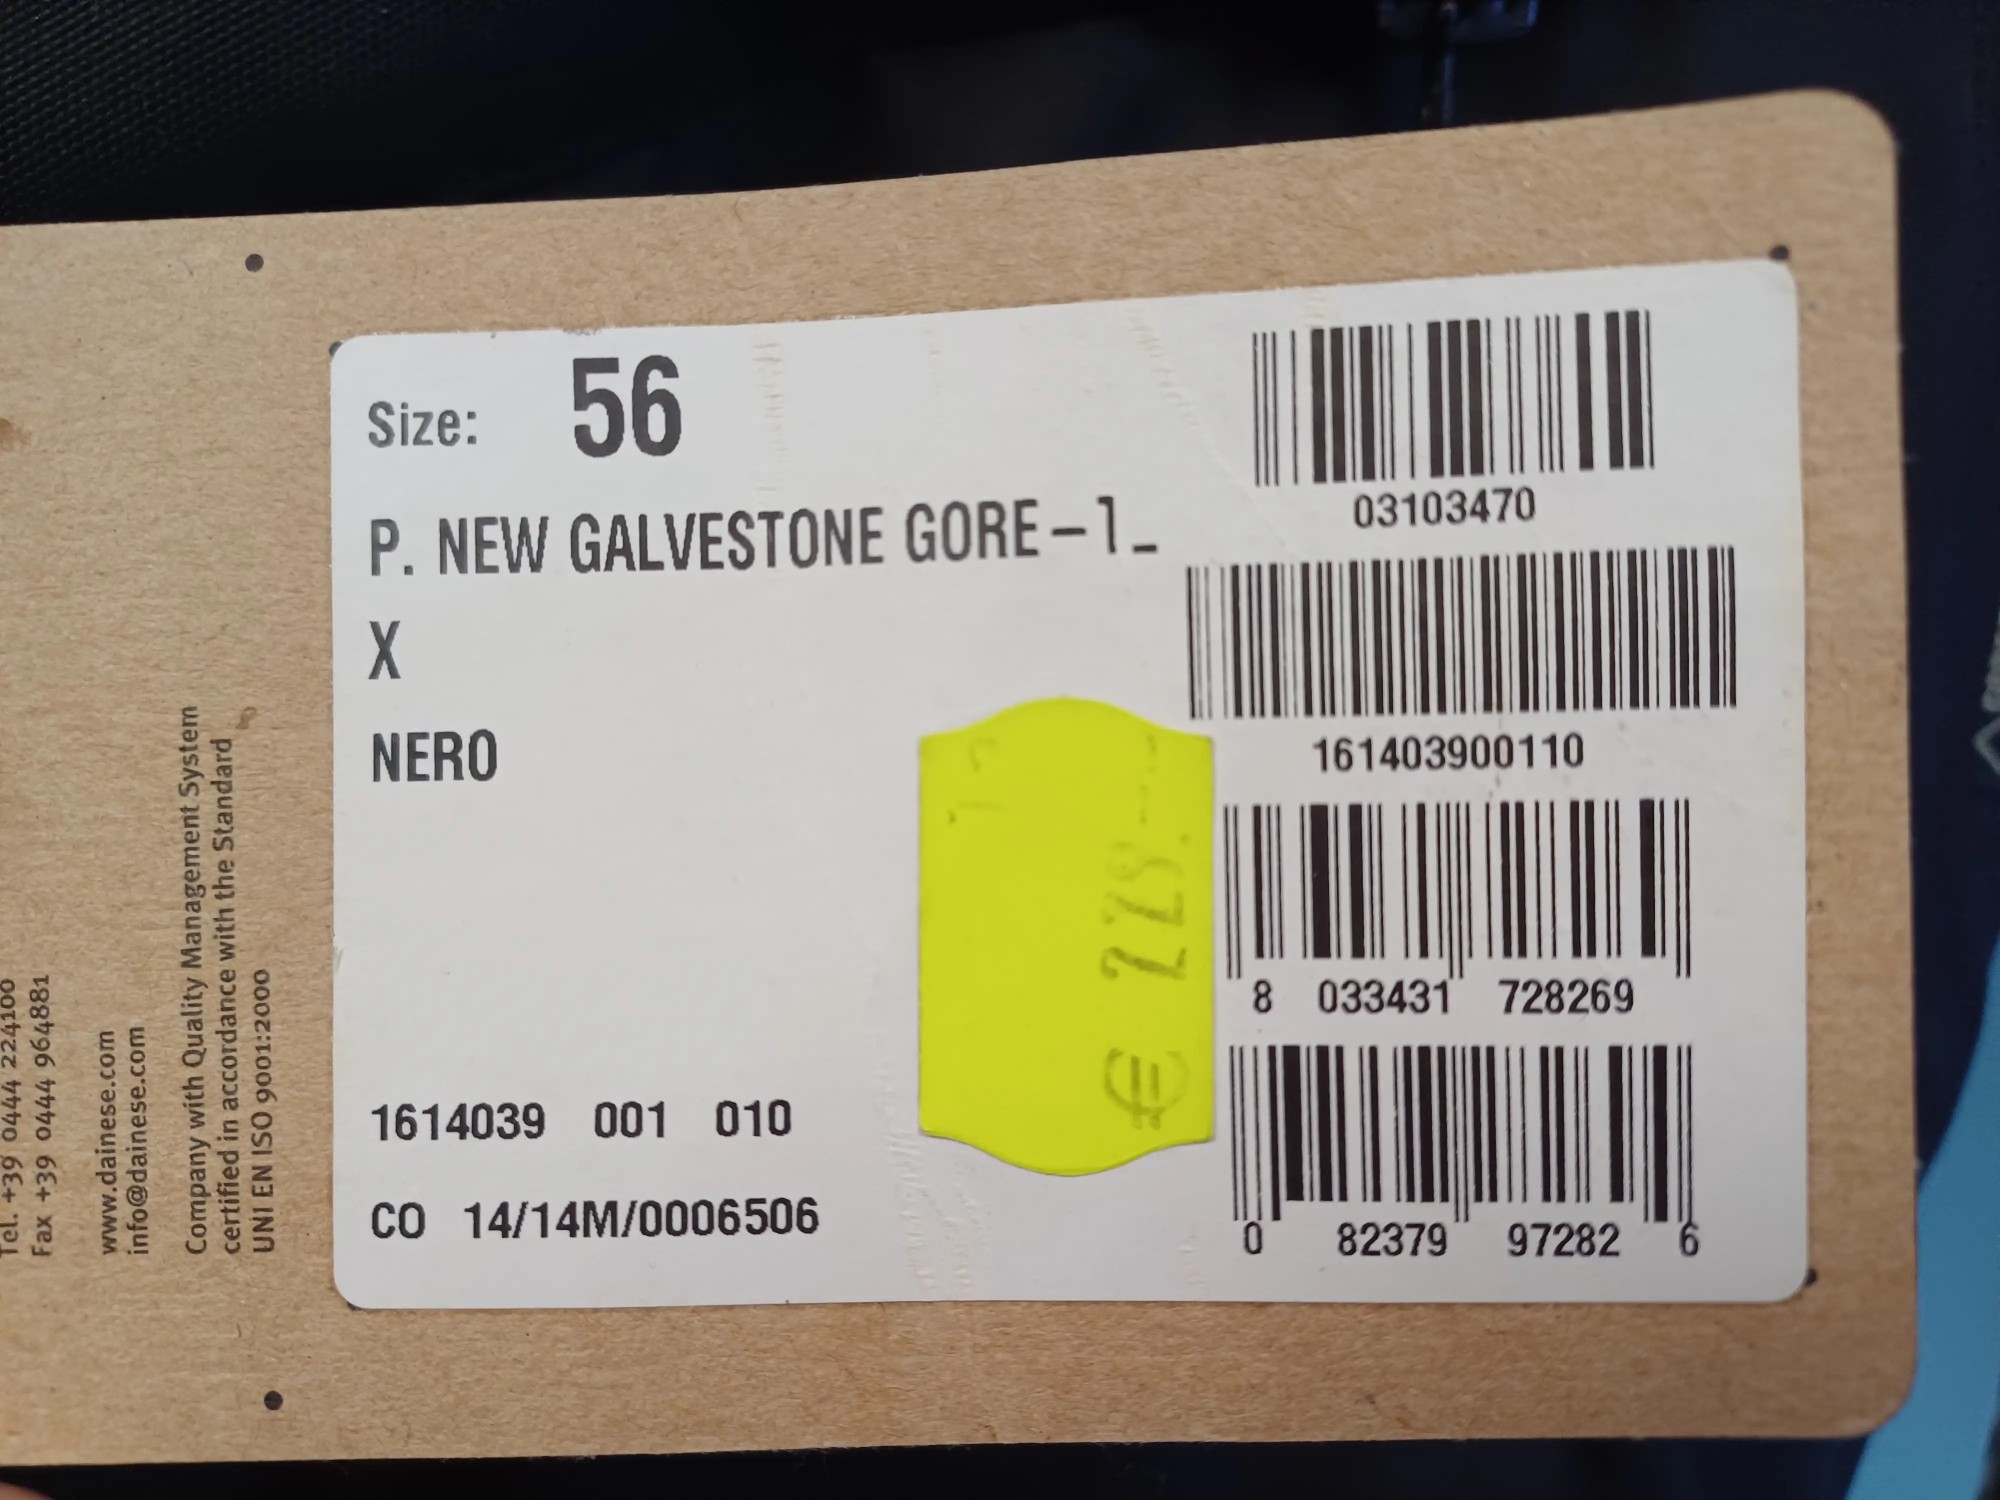 Size: 56
P. NEW GALVESTONE GORE-1_
X
NERO
1614039 001 010
CO 14/14M/0006506
03103470
161403900110
8 033431 728269
0 82379 97282 6
Tel. +39 0444 224100
Fax +39 0444 964881
www.dainese.com
info@dainese.com
Company with Quality Management System
certified in accordance with the Standard
UNI EN ISO 9001:2000